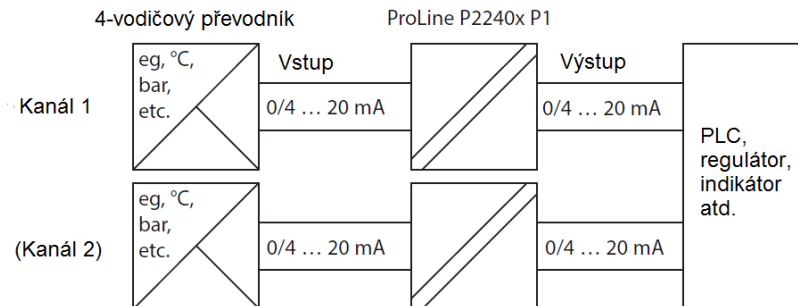 4-vodičový převodník
ProLine P2240x P1
eg, °C,
bar,
etc.
Vstup
Výstup
Kanál 1
0/4 … 20 mA
0/4 … 20 mA
PLC,
regulátor,
indikátor
atd.
eg, °C,
bar,
etc.
(Kanál 2)
0/4 … 20 mA
0/4 … 20 mA